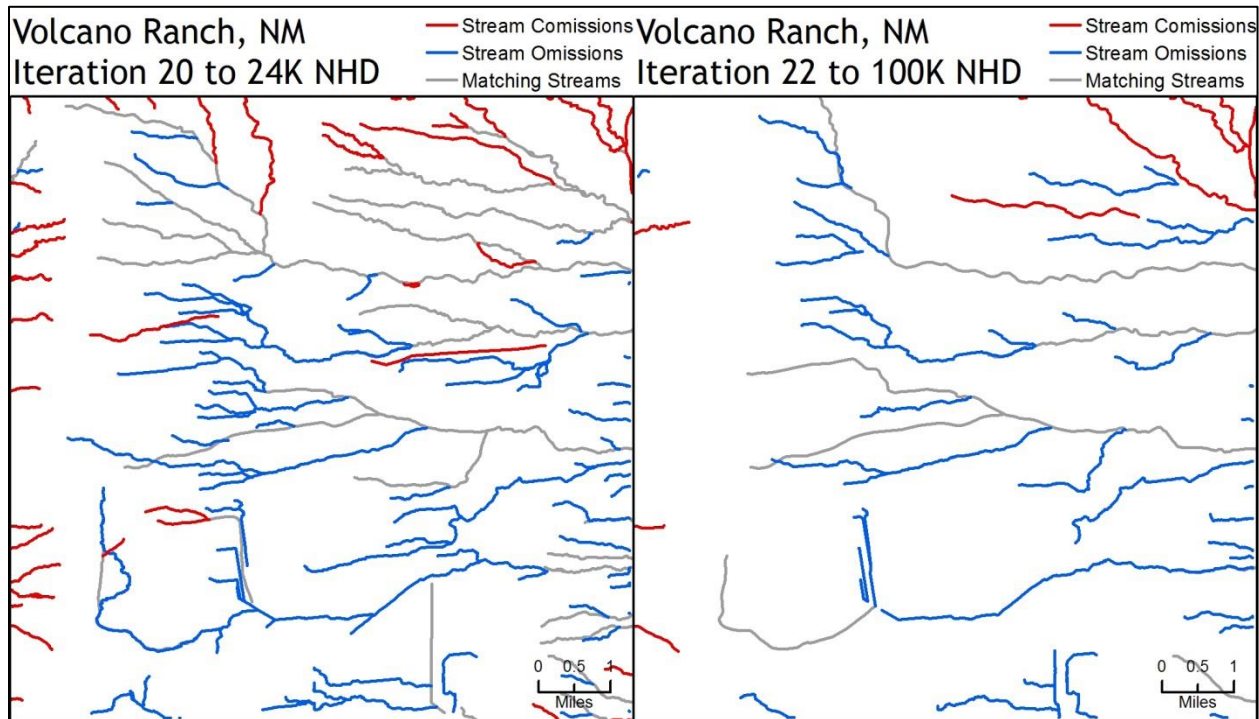 Volcano Ranch, NM
Iteration 20 to 24K NHD
Stream Comissions
Stream Omissions
Matching Streams
0 0.5 1
Miles
Volcano Ranch, NM
Iteration 22 to 100K NHD
Stream Comissions
Stream Omissions
Matching Streams
0 0.5 1
Miles